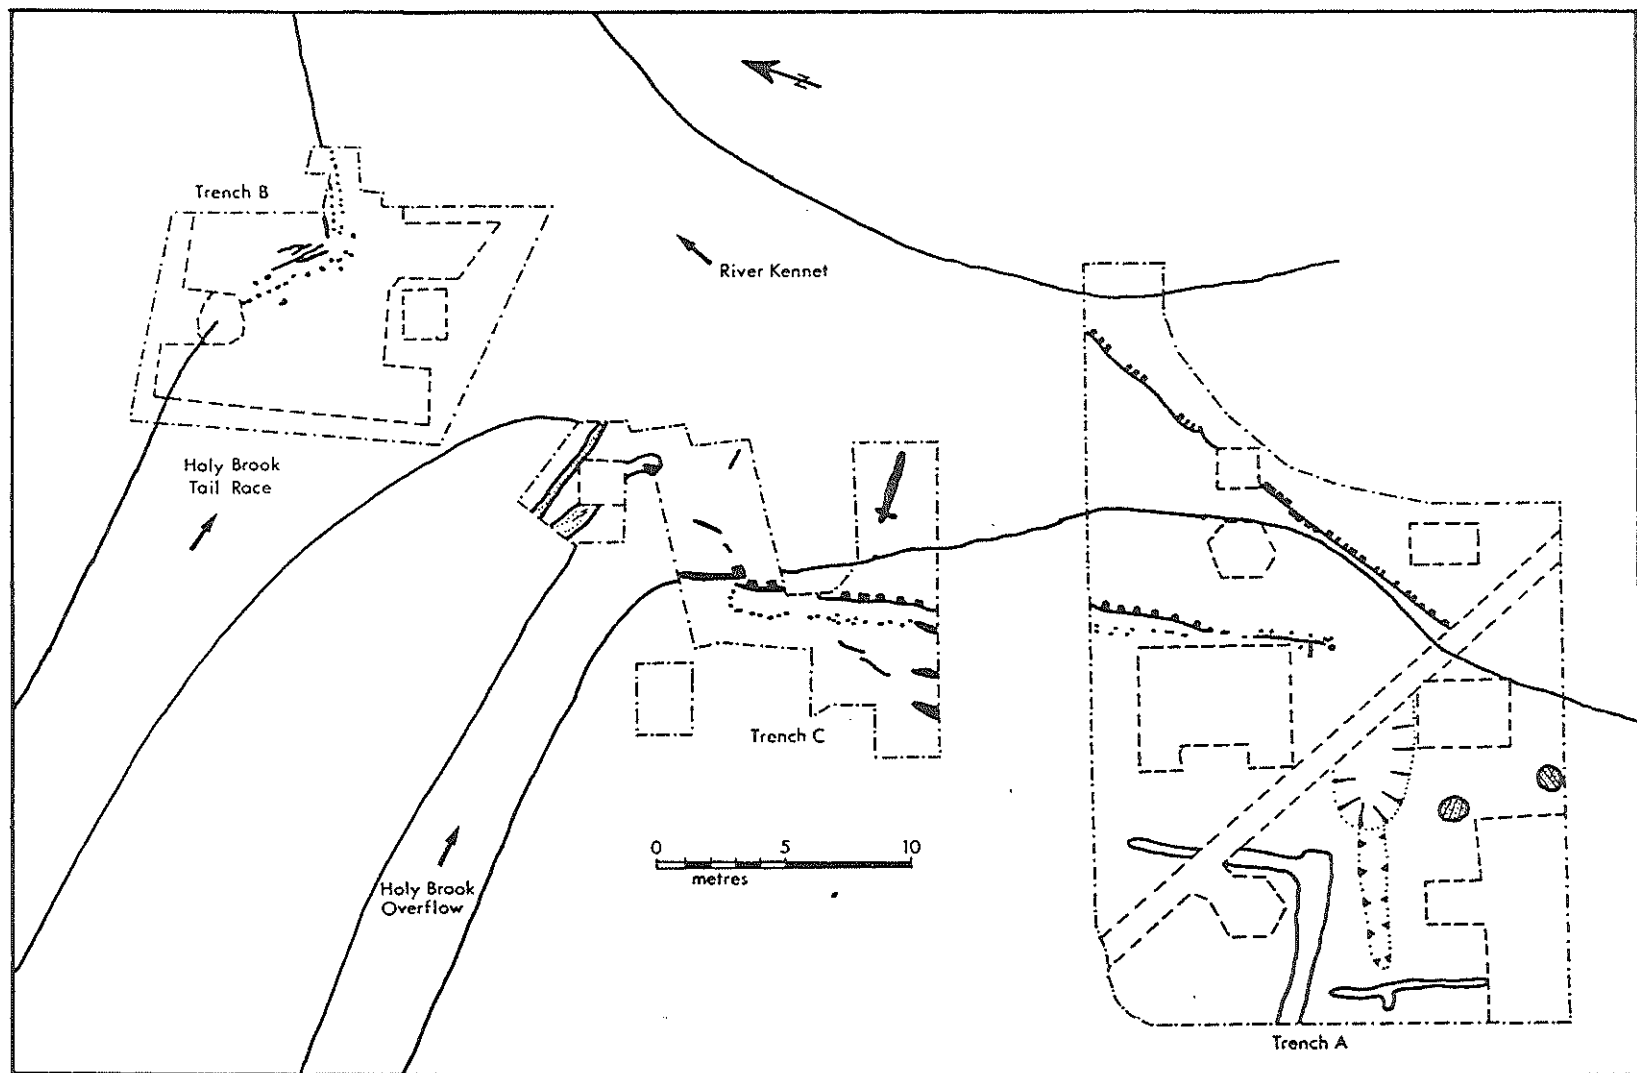 N
Trench B
River Kennet
Holy Brook
Tail Race
Trench C
0 5 10
metres
Holy Brook
Overflow
Trench A